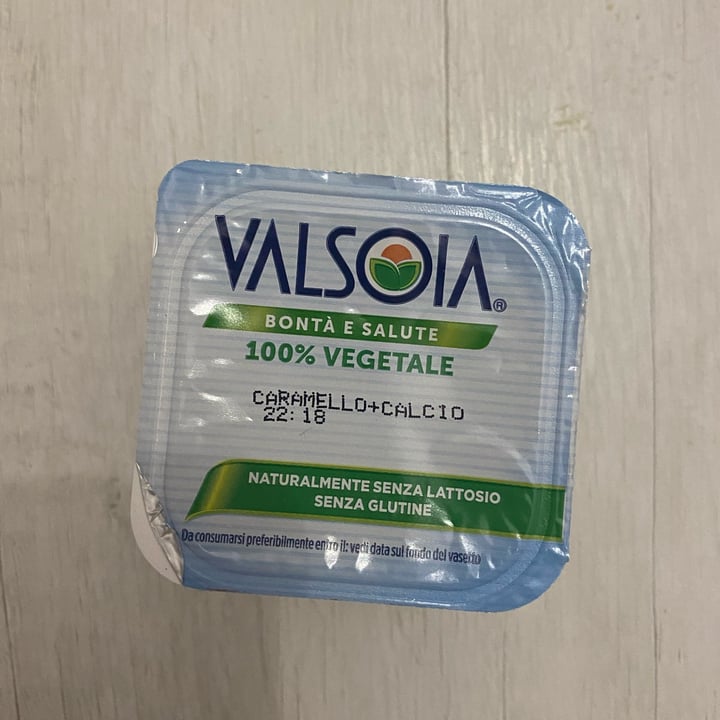 VALSOIA®
BONTÀ E SALUTE
100% VEGETALE
CARAMELLO+CALCIO
22:18
NATURALMENTE SENZA LATTOSIO
SENZA GLUTINE
Da consumarsi preferibilmente entro il: vedi data sul fondo del vasetto